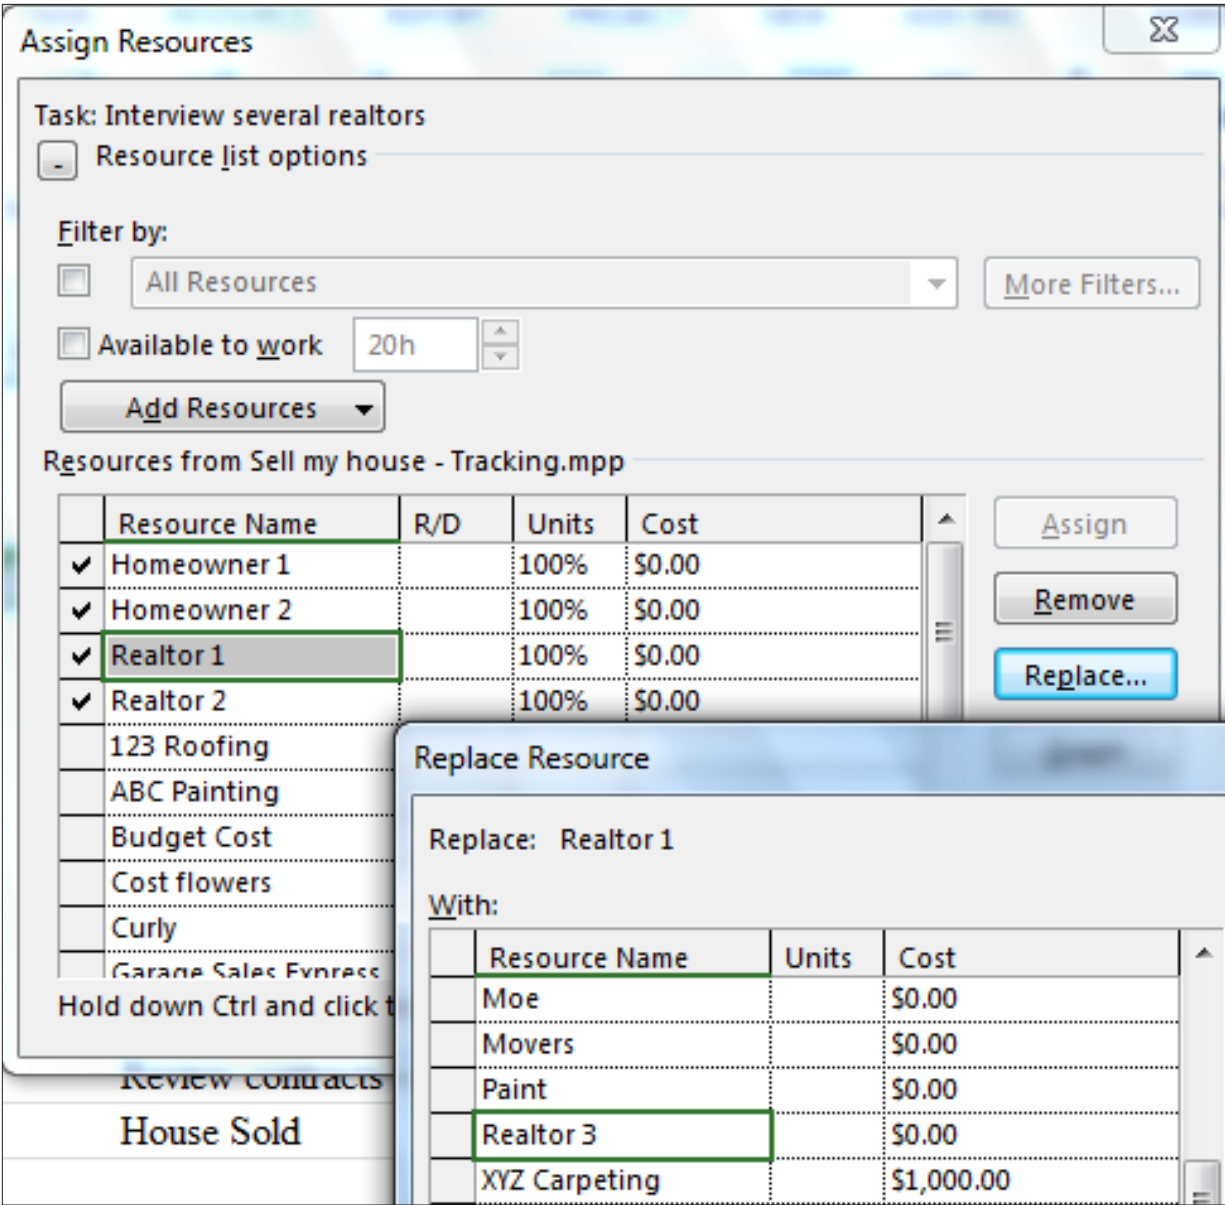 Assign Resources
Task: Interview several realtors
- Resource list options
Filter by:
All Resources More Filters...
Available to work 20h
Add Resources
Resources from Sell my house - Tracking.mpp
Resource Name R/D Units Cost Assign
Homeowner 1 100% $0.00
Homeowner 2 100% $0.00 Remove
Realtor 1 100% $0.00 Replace...
Realtor 2 100% $0.00
123 Roofing
ABC Painting
Budget Cost
Cost flowers
Curly
Garage Sales Express
Hold down Ctrl and click
Review contracts
House Sold
Replace Resource
Replace: Realtor 1
With:
Resource Name Units Cost
Moe $0.00
Movers $0.00
Paint $0.00
Realtor 3 $0.00
XYZ Carpeting $1,000.00